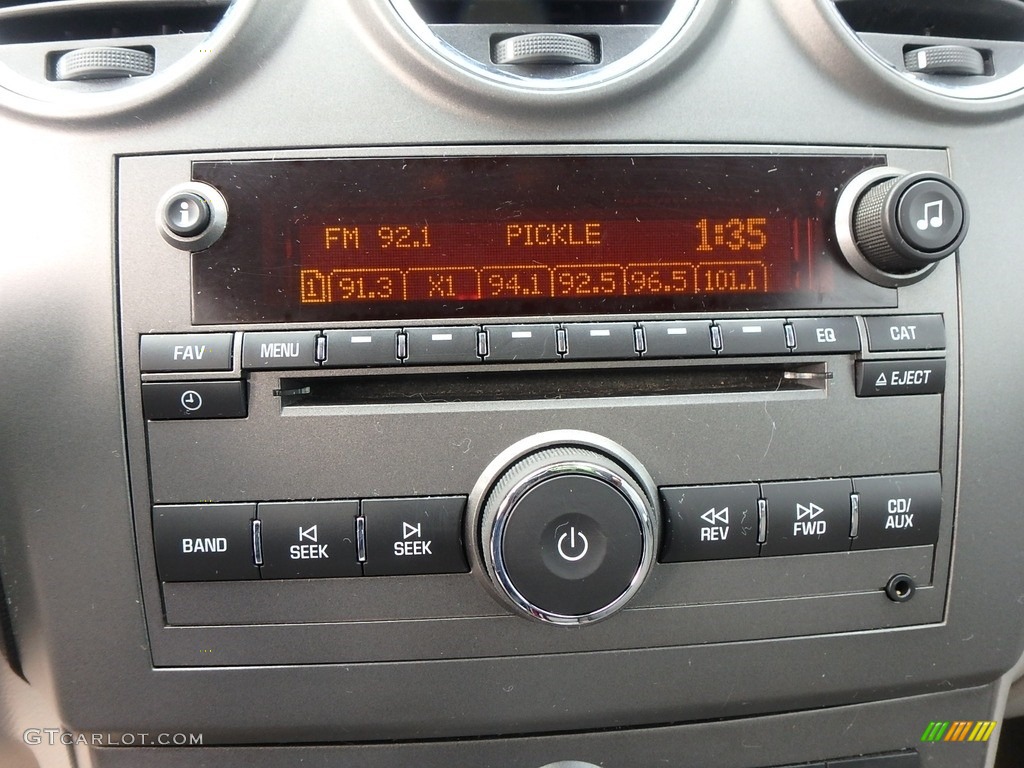 i
FM 92.1 PICKLE 1:35
D 91.3 X1 94.1 92.5 96.5 101.1
FAV MENU EQ CAT
EJECT
BAND SEEK SEEK REV FWD CD/
AUX
GTCARLOT.COM